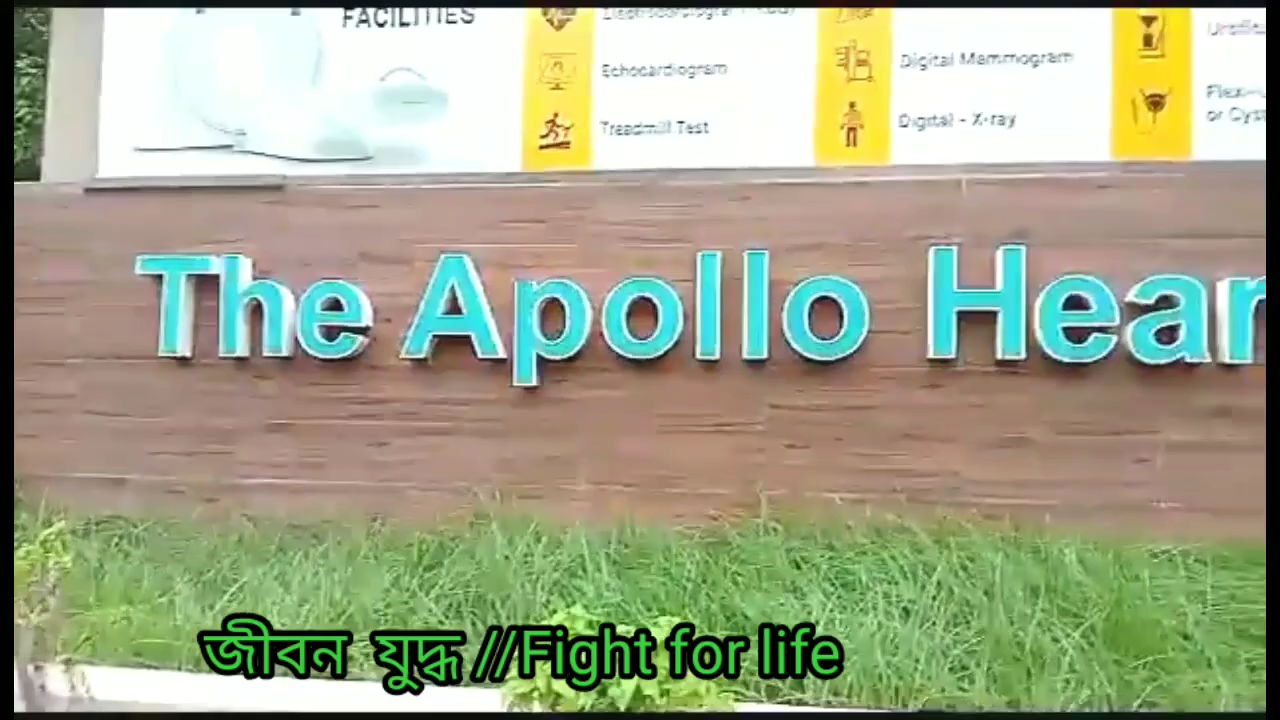 FACILITIES
Echocardiogram
Treadmill Test
Digital Mammogram
Digital - X-ray
The Apollo Hear
জীবন যুদ্ধ //Fight for life